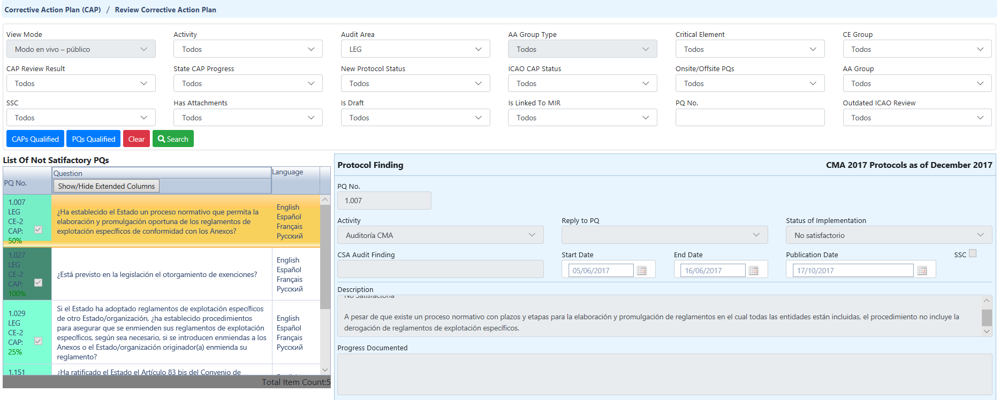 Corrective Action Plan (CAP) / Review Corrective Action Plan
View Mode
Modo en vivo – público
Activity
Todos
Audit Area
LEG
AA Group Type
Todos
Critical Element
Todos
CE Group
Todos
CAP Review Result
Todos
State CAP Progress
Todos
New Protocol Status
Todos
ICAO CAP Status
Todos
Onsite/Offsite PQs
Todos
AA Group
Todos
SSC
Todos
Has Attachments
Todos
Is Draft
Todos
Is Linked To MIR
Todos
PQ No.
Outdated ICAO Review
Todos
CAPs Qualified
PQs Qualified
Clear
Search
List Of Not Satifactory PQs
PQ No.
Question
Show/Hide Extended Columns
Language
1.007
LEG
CE-2
CAP:
50%
¿Ha establecido el Estado un proceso normativo que permita la
elaboración y promulgación oportuna de los reglamentos de
explotación específicos de conformidad con los Anexos?
English
Español
Français
Русский
1.027
LEG
CE-2
CAP:
100%
¿Está previsto en la legislación el otorgamiento de exenciones?
English
Español
Français
Русский
1.029
LEG
CE-2
CAP:
25%
Si el Estado ha adoptado reglamentos de explotación específicos
de otro Estado/organización, ¿ha establecido procedimientos
para asegurar que se enmienden sus reglamentos de explotación
específicos, según sea necesario, si se introducen enmiendas a los
Anexos o el Estado/organización originador(a) enmienda su
reglamento?
English
Español
Français
Русский
1.151
¿Ha ratificado el Estado el Artículo 83 bis del Convenio de
Total Item Count:5
Protocol Finding
CMA 2017 Protocols as of December 2017
PQ No.
1.007
Activity
Auditoría CMA
Reply to PQ
Status of Implementation
No satisfactorio
CSA Audit Finding
Start Date
05/06/2017
End Date
16/06/2017
Publication Date
17/10/2017
SSC
Description
No Satisfactoria
A pesar de que existe un proceso normativo con plazos y etapas para la elaboración y promulgación de reglamentos en el cual todas las entidades están incluidas, el procedimiento no incluye la
derogación de reglamentos de explotación específicos.
Progress Documented